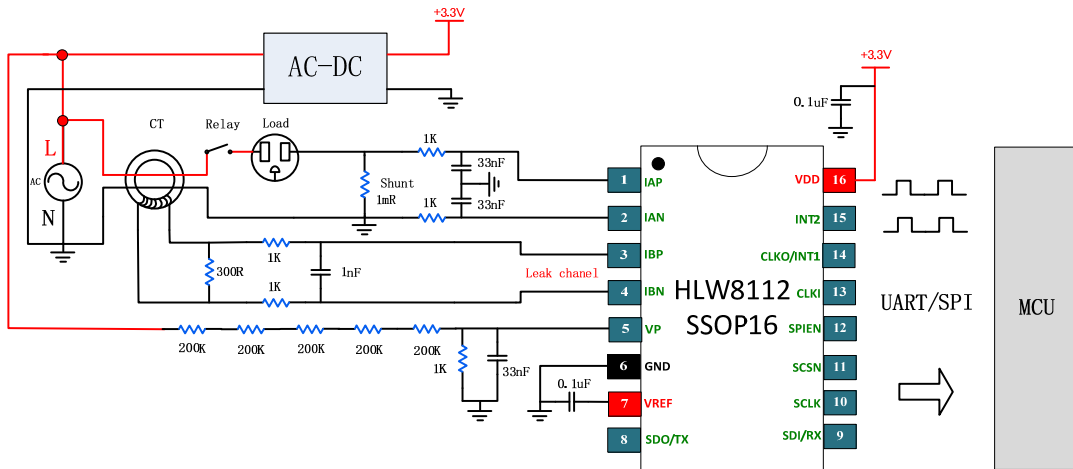 +3.3V
AC-DC
+3.3V
0.1uF
CT
Relay
Load
L
AC
N
1K
33nF
33nF
Shunt
1mR
1K
1K
300R
1nF
1K
Leak chanel
200K
200K
200K
200K
200K
1K
33nF
0.1uF
1 IAP
2 IAN
3 IBP
4 IBN
5 VP
6 GND
7 VREF
8 SDO/TX
HLW8112
SSOP16
VDD 16
INT2 15
CLKO/INT1 14
CLKI 13
SPIEN 12
SCSN 11
SCLK 10
SDI/RX 9
UART/SPI
MCU